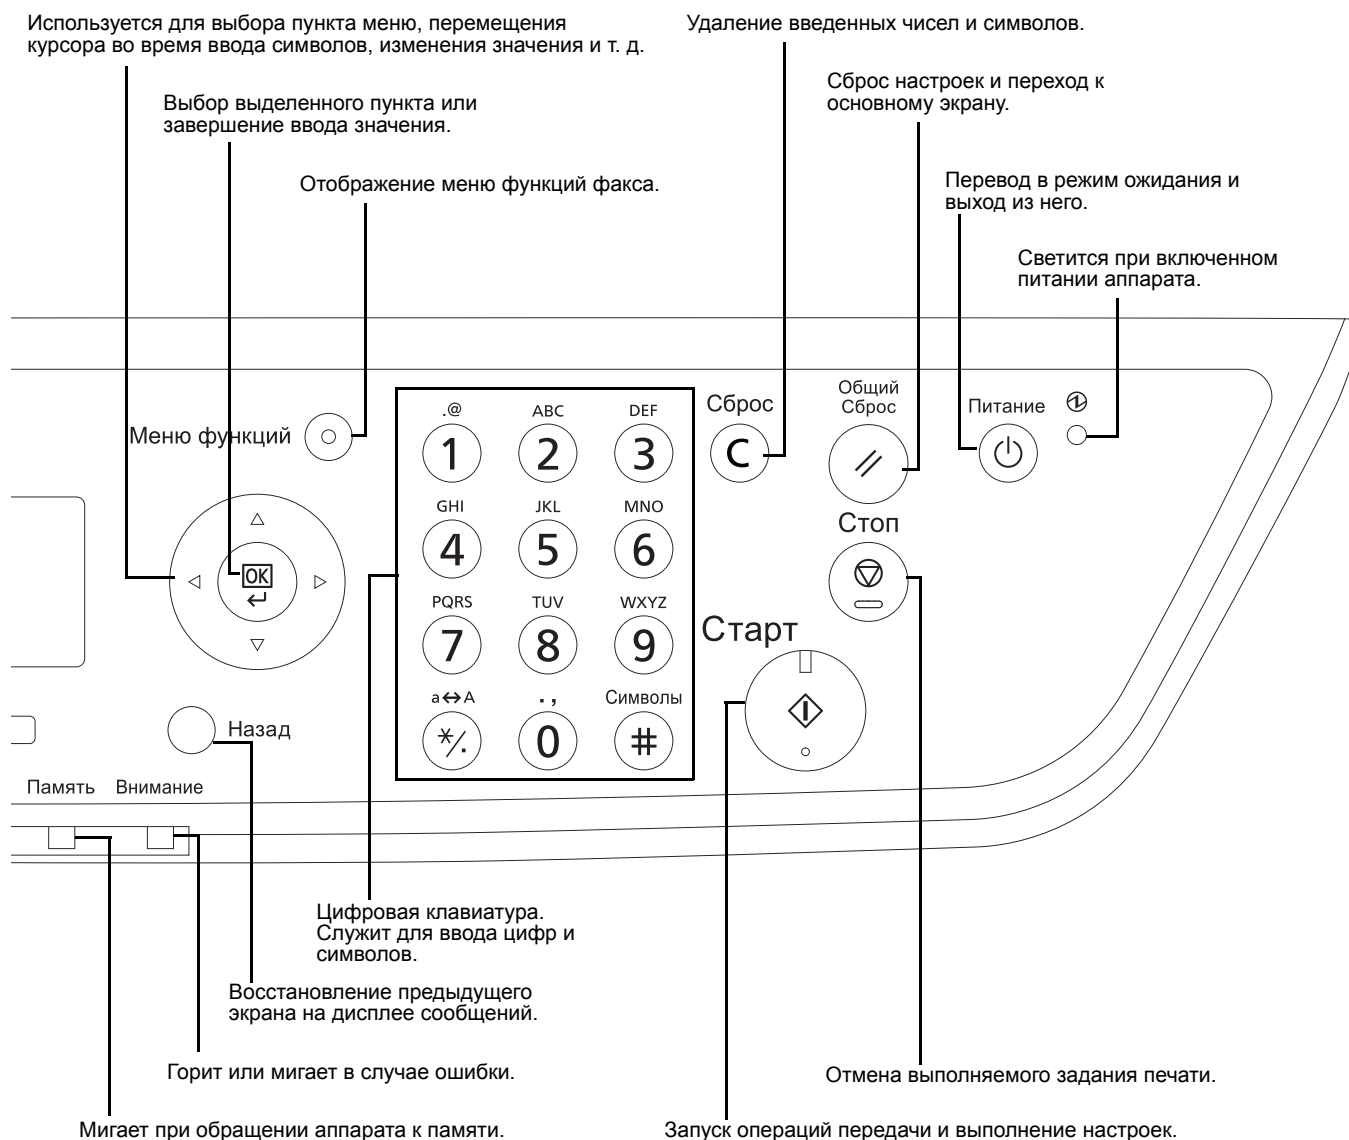 Используется для выбора пункта меню, перемещения
курсора во время ввода символов, изменения значения и т. д.
Удаление введенных чисел и символов.
Выбор выделенного пункта или
завершение ввода значения.
Сброс настроек и переход к
основному экрану.
Отображение меню функций факса.
Перевод в режим ожидания и
выход из него.
Светится при включенном
питании аппарата.
Меню функций
.@
ABC
DEF
1
2
3
Сброс
C
Общий
Сброс
Питание
GHI
JKL
MNO
4
5
6
Стоп
OK
PQRS
TUV
WXYZ
7
8
9
Старт
a↔A
. ,
Символы
*/.
0
#
Назад
Память
Внимание
Цифровая клавиатура.
Служит для ввода цифр и
символов.
Восстановление предыдущего
экрана на дисплее сообщений.
Горит или мигает в случае ошибки.
Отмена выполняемого задания печати.
Мигает при обращении аппарата к памяти.
Запуск операций передачи и выполнение настроек.